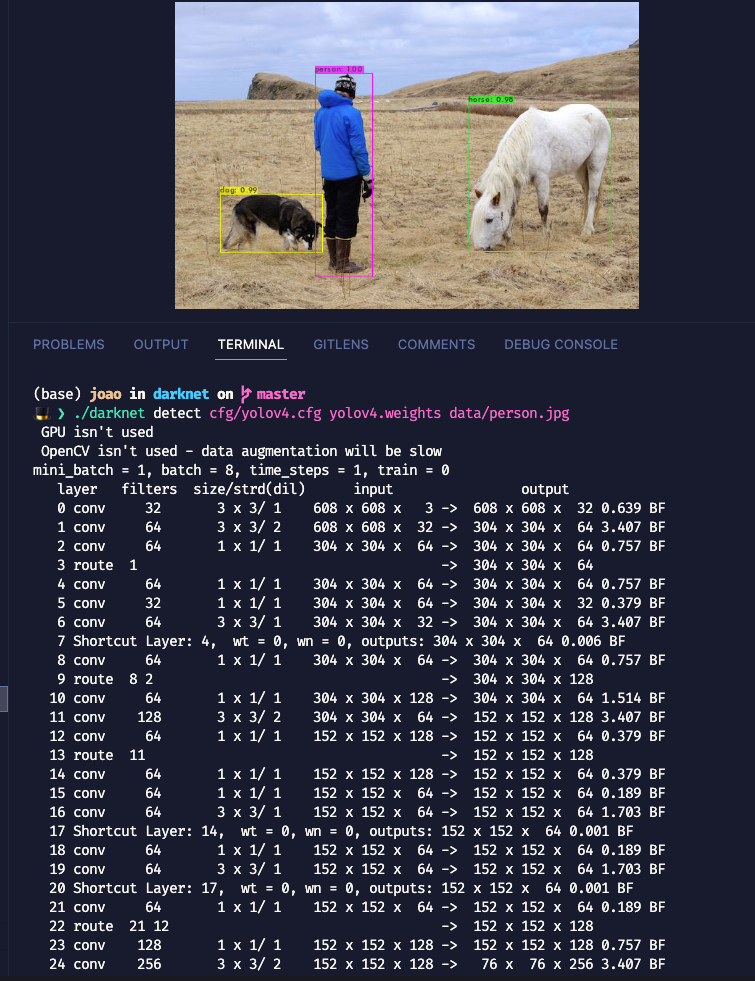 person: 1.00
horse: 0.98
dog: 0.99
PROBLEMS OUTPUT TERMINAL GITLENS COMMENTS DEBUG CONSOLE
(base) joao in darknet on master
❯ ./darknet detect cfg/yolov4.cfg yolov4.weights data/person.jpg
GPU isn't used
OpenCV isn't used - data augmentation will be slow
mini_batch = 1, batch = 8, time_steps = 1, train = 0
layer filters size/strd(dil) input output
0 conv 32 3 x 3/ 1 608 x 608 x 3 -> 608 x 608 x 32 0.639 BF
1 conv 64 3 x 3/ 2 608 x 608 x 32 -> 304 x 304 x 64 3.407 BF
2 conv 64 1 x 1/ 1 304 x 304 x 64 -> 304 x 304 x 64 0.757 BF
3 route 1 -> 304 x 304 x 64
4 conv 64 1 x 1/ 1 304 x 304 x 64 -> 304 x 304 x 64 0.757 BF
5 conv 32 1 x 1/ 1 304 x 304 x 64 -> 304 x 304 x 32 0.379 BF
6 conv 64 3 x 3/ 1 304 x 304 x 32 -> 304 x 304 x 64 3.407 BF
7 Shortcut Layer: 4, wt = 0, wn = 0, outputs: 304 x 304 x 64 0.006 BF
8 conv 64 1 x 1/ 1 304 x 304 x 64 -> 304 x 304 x 64 0.757 BF
9 route 8 2 -> 304 x 304 x 128
10 conv 64 1 x 1/ 1 304 x 304 x 128 -> 304 x 304 x 64 1.514 BF
11 conv 128 3 x 3/ 2 304 x 304 x 64 -> 152 x 152 x 128 3.407 BF
12 conv 64 1 x 1/ 1 152 x 152 x 128 -> 152 x 152 x 64 0.379 BF
13 route 11 -> 152 x 152 x 128
14 conv 64 1 x 1/ 1 152 x 152 x 128 -> 152 x 152 x 64 0.379 BF
15 conv 64 1 x 1/ 1 152 x 152 x 64 -> 152 x 152 x 64 0.189 BF
16 conv 64 3 x 3/ 1 152 x 152 x 64 -> 152 x 152 x 64 1.703 BF
17 Shortcut Layer: 14, wt = 0, wn = 0, outputs: 152 x 152 x 64 0.001 BF
18 conv 64 1 x 1/ 1 152 x 152 x 64 -> 152 x 152 x 64 0.189 BF
19 conv 64 3 x 3/ 1 152 x 152 x 64 -> 152 x 152 x 64 1.703 BF
20 Shortcut Layer: 17, wt = 0, wn = 0, outputs: 152 x 152 x 64 0.001 BF
21 conv 64 1 x 1/ 1 152 x 152 x 64 -> 152 x 152 x 64 0.189 BF
22 route 21 12 -> 152 x 152 x 128
23 conv 128 1 x 1/ 1 152 x 152 x 128 -> 152 x 152 x 128 0.757 BF
24 conv 256 3 x 3/ 2 152 x 152 x 128 -> 76 x 76 x 256 3.407 BF